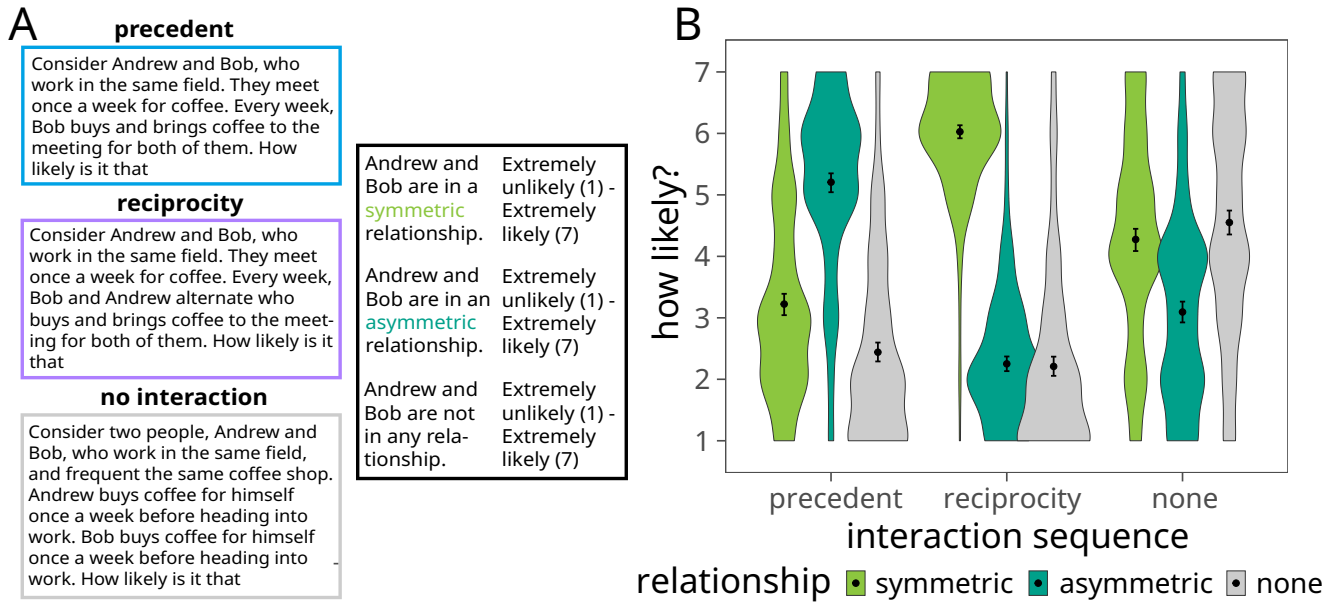 A
precedent
Consider Andrew and Bob, who
work in the same field. They meet
once a week for coffee. Every week,
Bob buys and brings coffee to the
meeting for both of them. How
likely is it that
reciprocity
Consider Andrew and Bob, who
work in the same field. They meet
once a week for coffee. Every week,
Bob and Andrew alternate who
buys and brings coffee to the meet-
ing for both of them. How likely is it
that
no interaction
Consider two people, Andrew and
Bob, who work in the same field,
and frequent the same coffee shop.
Andrew buys coffee for himself
once a week before heading into
work. Bob buys coffee for himself
once a week before heading into
work. How likely is it that
Andrew and
Bob are in a
symmetric
relationship.
Extremely
unlikely (1) -
Extremely
likely (7)
Andrew and
Bob are in an
asymmetric
relationship.
Extremely
unlikely (1) -
Extremely
likely (7)
Andrew and
Bob are not
in any rela-
tionship.
Extremely
unlikely (1) -
Extremely
likely (7)
B
how likely?
7
6
5
4
3
2
1
precedent reciprocity none
interaction sequence
relationship symmetric asymmetric none